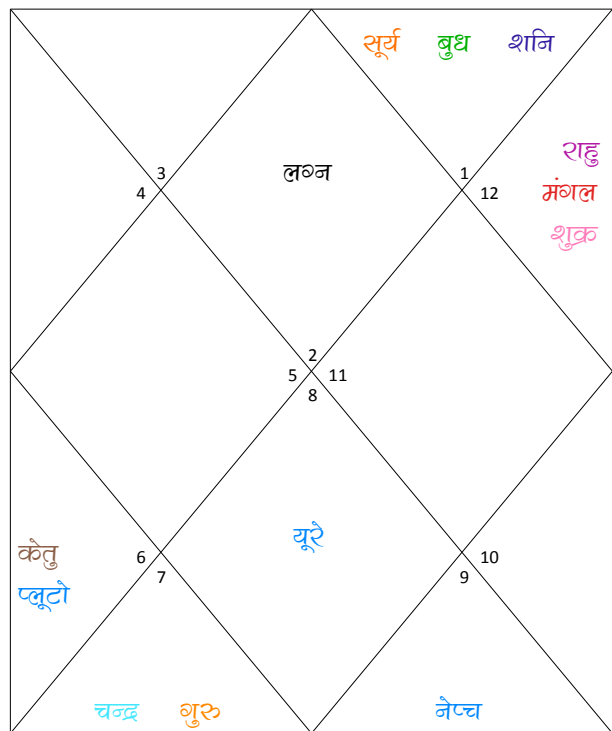 सूर्य बुध शनि
राहु
3 लग्न 1
4 12 मंगल
शुक्र
2
5 11
8
यूरे
केतु 6 10
7 9
प्लूटो
चन्द्र गुरु नेप्च